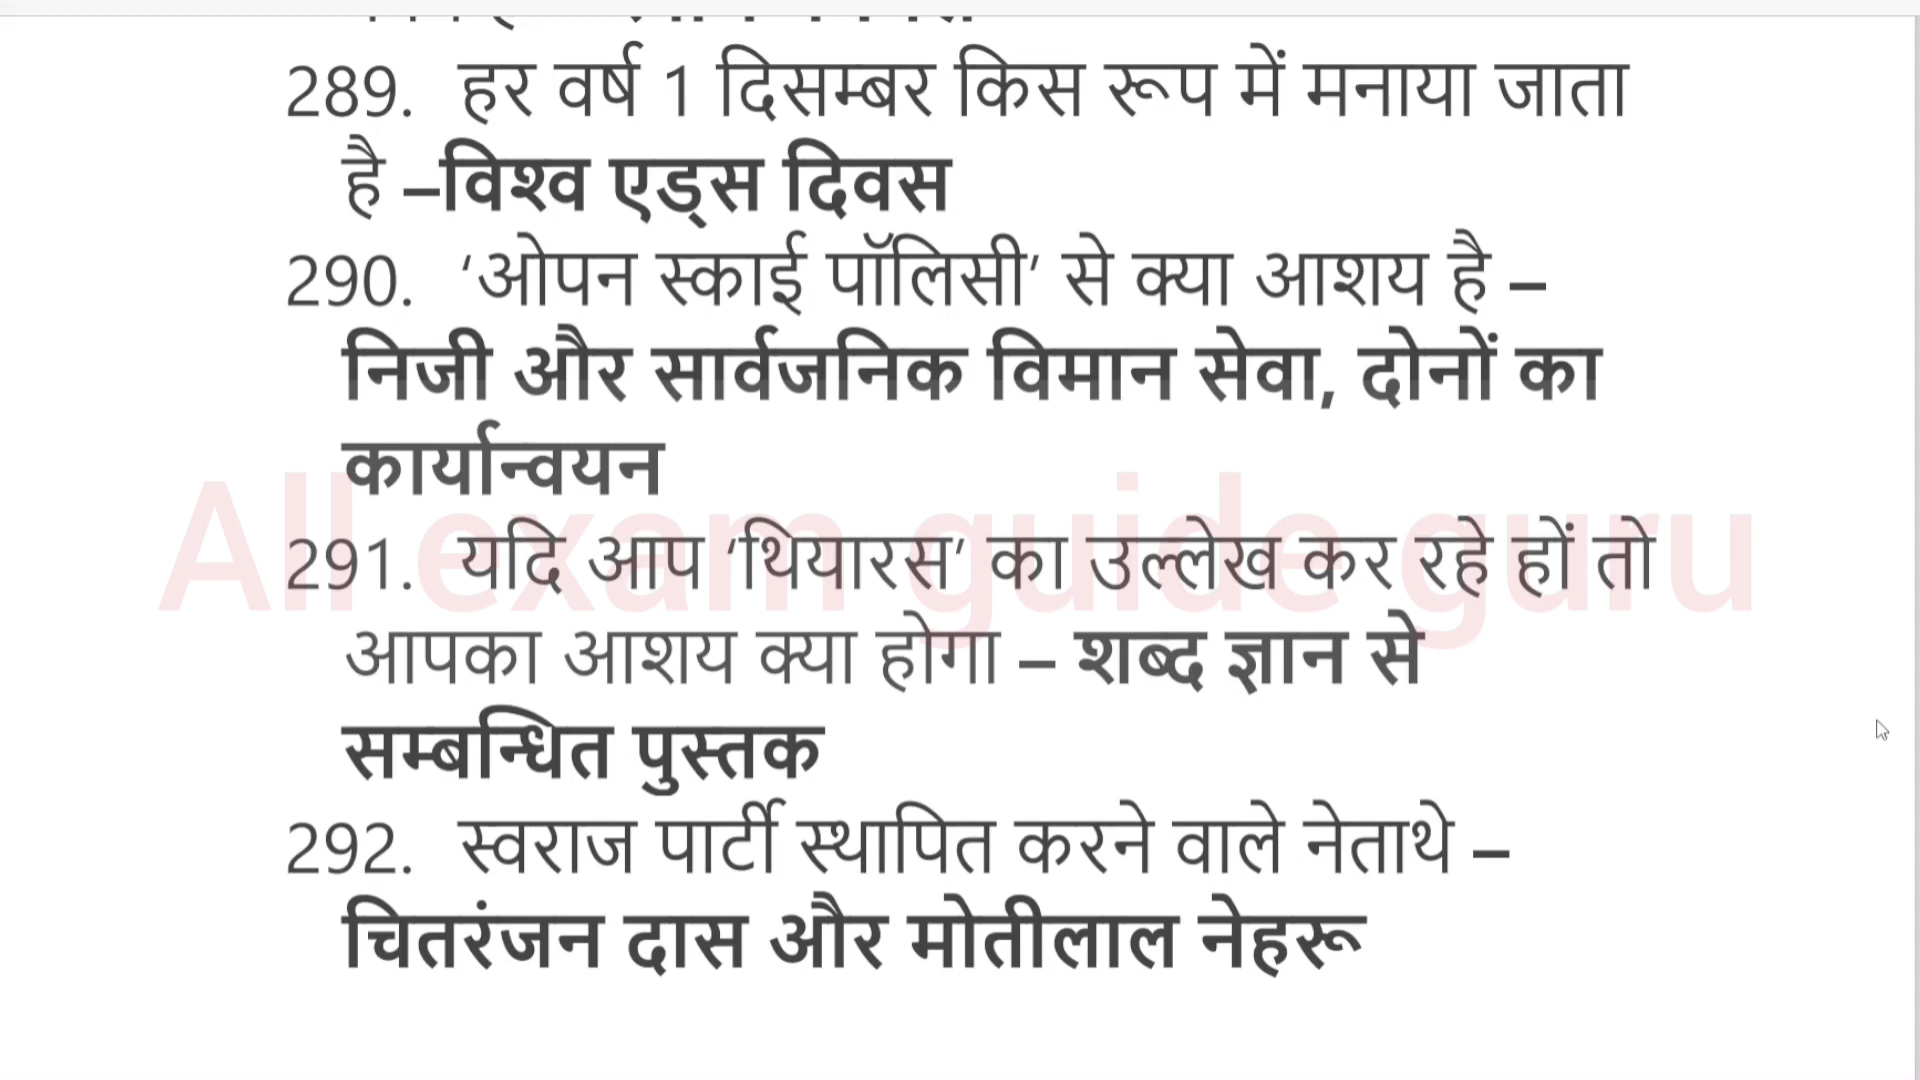 289. हर वर्ष 1 दिसम्बर किस रूप में मनाया जाता
है –विश्व एड्स दिवस
290. ‘ओपन स्काई पॉलिसी’ से क्या आशय है –
निजी और सार्वजनिक विमान सेवा, दोनों का
कार्यान्वयन
All exam guide guru
291. यदि आप ‘थियारस’ का उल्लेख कर रहे हों तो
आपका आशय क्या होगा – शब्द ज्ञान से
सम्बन्धित पुस्तक
292. स्वराज पार्टी स्थापित करने वाले नेताथे –
चितरंजन दास और मोतीलाल नेहरू